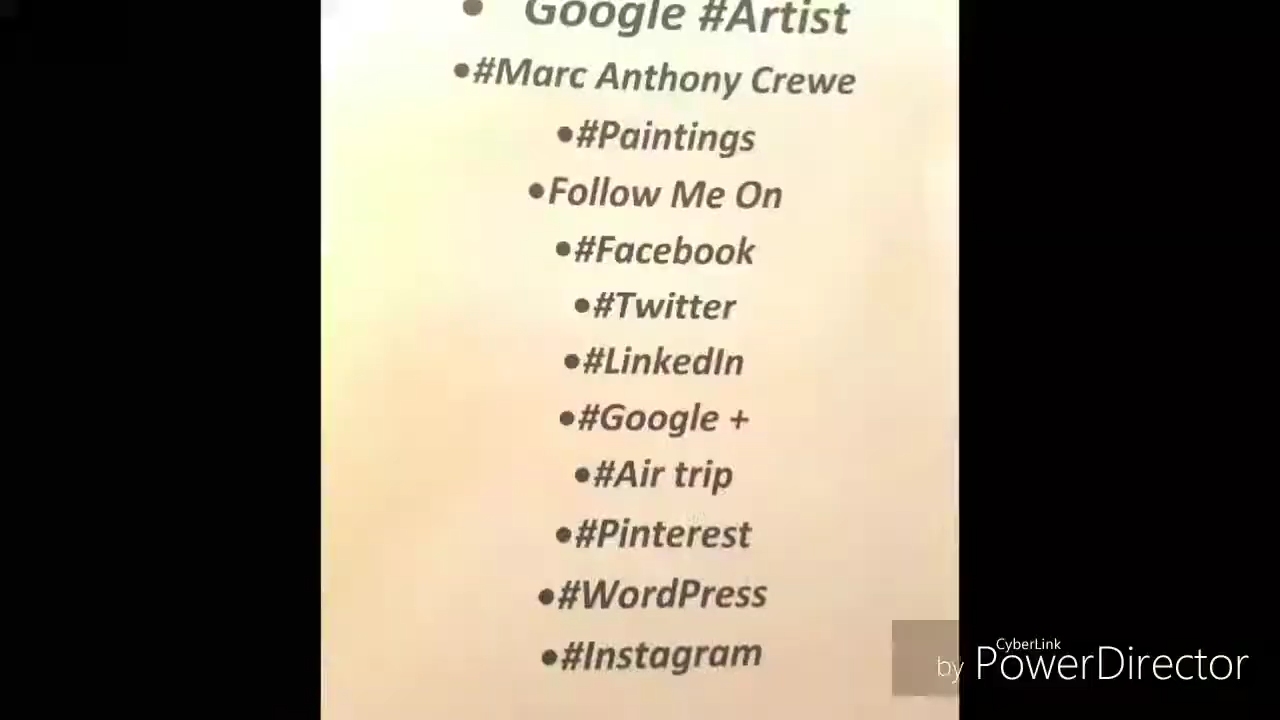 • Google #Artist
•#Marc Anthony Crewe
•#Paintings
•Follow Me On
•#Facebook
•#Twitter
•#LinkedIn
•#Google +
•#Air trip
•#Pinterest
•#WordPress
•#Instagram
CyberLink
by PowerDirector